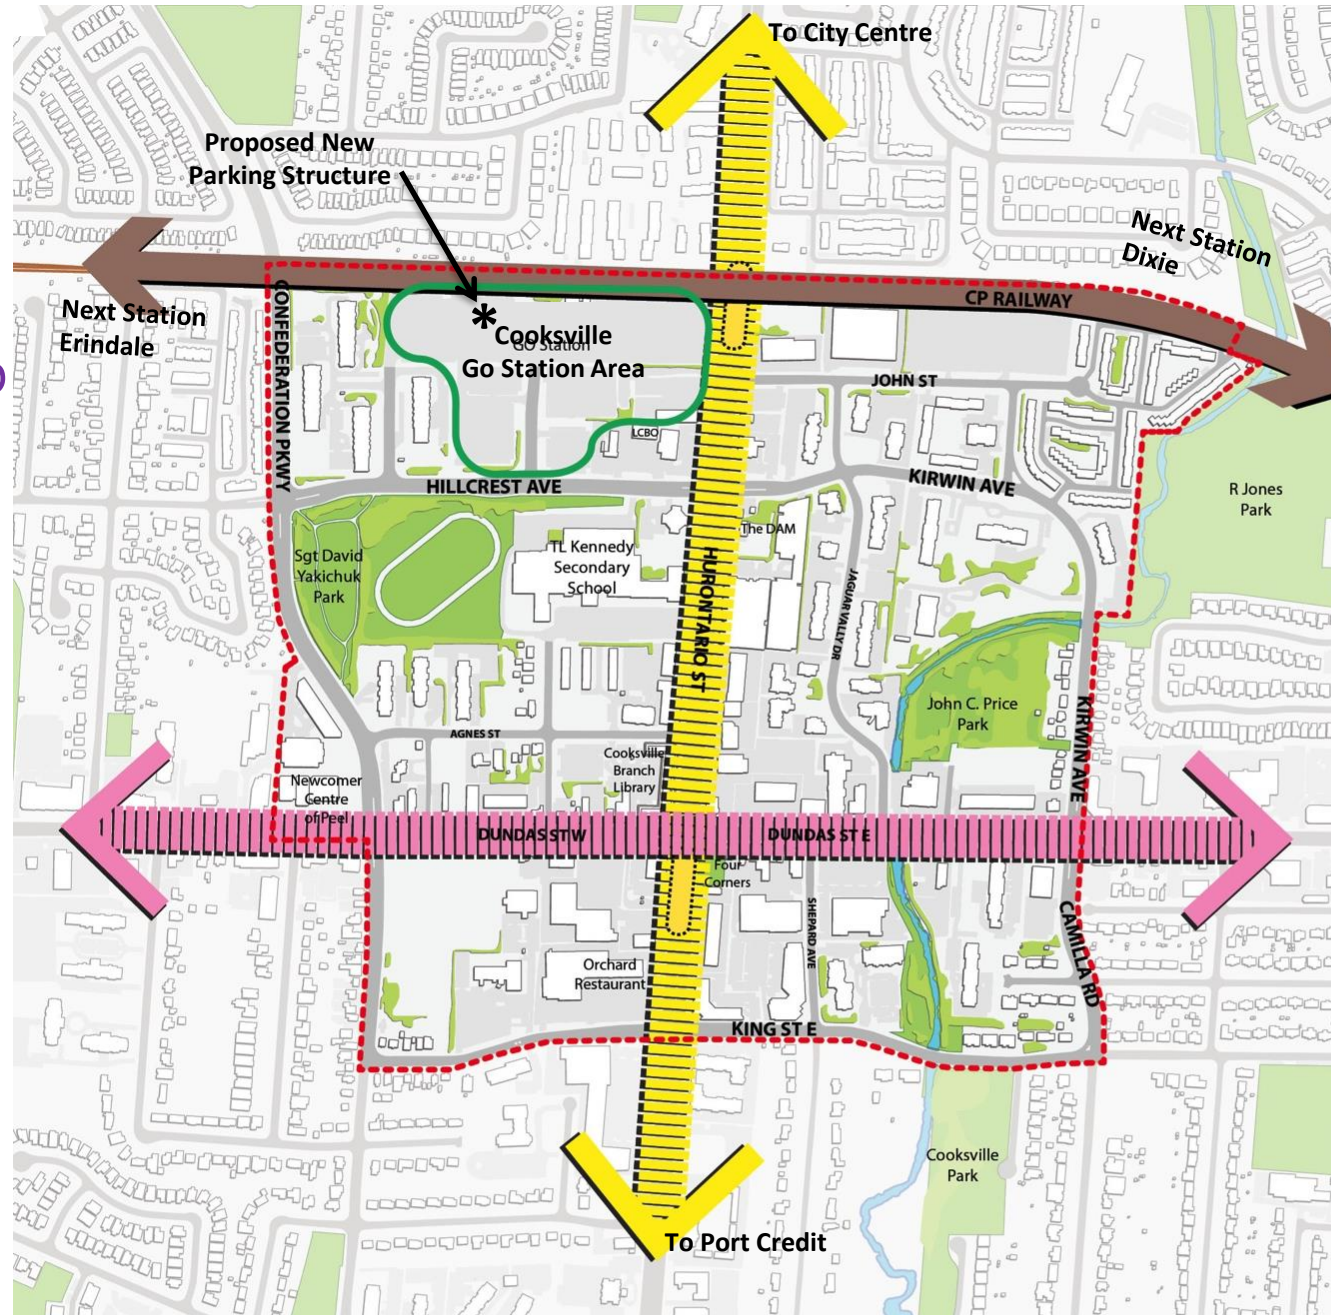 To City Centre
Proposed New
Parking Structure
Next Station
Dixie
CP RAILWAY
Next Station
Erindale
CONFEDERATION PKWY
Cooksville
GO Station
Go Station Area
JOHN ST
LCBO
HILLCREST AVE
KIRWIN AVE
R Jones
Park
The DAM
Sgt David
Yakichuk
Park
TL Kennedy
Secondary
School
HURONTARIO ST
JAGUAR VALLY DR
John C. Price
Park
KIRWIN AVE
AGNES ST
Cooksville
Branch
Library
Newcomer
Centre
of Peel
DUNDAS ST W
DUNDAS ST E
Four
Corners
SHEPARD AVE
CAMILLA RD
Orchard
Restaurant
KING ST E
Cooksville
Park
To Port Credit